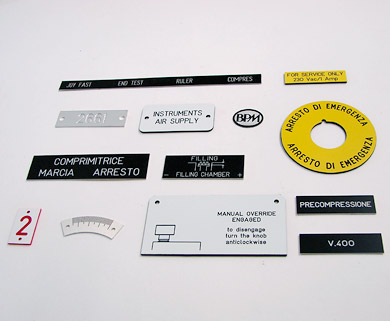 JOY FAST END TEST RULER COMPRES
FOR SERVICE ONLY
230 Vac/1 Amp
2661
INSTRUMENTS
AIR SUPPLY
BPM
ARRESTO DI EMERGENZA
ARRESTO DI EMERGENZA
COMPRIMITRICE
MARCIA ARRESTO
FILLING
FILLING CHAMBER
2
MANUAL OVERRIDE
ENGAGED
to disengage
turn the knob
anticlockwise
PRECOMPRESSIONE
V.400